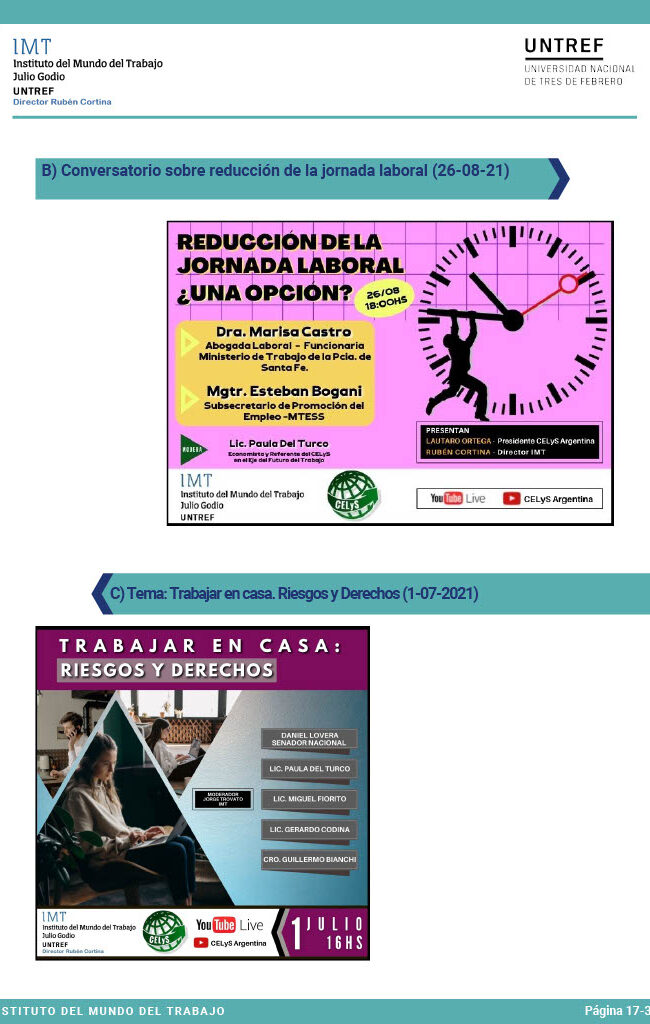 IMT
Instituto del Mundo del Trabajo
Julio Godio
UNTREF
Director Rubén Cortina
UNTREF
UNIVERSIDAD NACIONAL
DE TRES DE FEBRERO
B) Conversatorio sobre reducción de la jornada laboral (26-08-21)
REDUCCIÓN DE LA
JORNADA LABORAL
¿UNA OPCIÓN?
26/08
18:00HS
Dra. Marisa Castro
Abogada Laboral - Funcionaria
Ministerio de Trabajo de la Pcia. de
Santa Fe.
Mgtr. Esteban Bogani
Subsecretario de Promoción del
Empleo -MTESS
MODERA
Lic. Paula Del Turco
Economista y Referente del CELyS
en el Eje del Futuro del Trabajo
PRESENTAN
LAUTARO ORTEGA - Presidente CELyS Argentina
RUBÉN CORTINA - Director IMT
IMT
Instituto del Mundo del Trabajo
Julio Godio
UNTREF
CELyS
YouTube Live
CELyS Argentina
C) Tema: Trabajar en casa. Riesgos y Derechos (1-07-2021)
TRABAJAR EN CASA:
RIESGOS Y DERECHOS
DANIEL LOVERA
SENADOR NACIONAL
LIC. PAULA DEL TURCO
MODERADOR
JORGE TROVATO
IMT
LIC. MIGUEL FIORITO
LIC. GERARDO CODINA
CRO. GUILLERMO BIANCHI
IMT
Instituto del Mundo del Trabajo
Julio Godio
UNTREF
Director Rubén Cortina
CELyS
YouTube Live
CELyS Argentina
1 JULIO
16HS
STITUTO DEL MUNDO DEL TRABAJO
Página 17-3